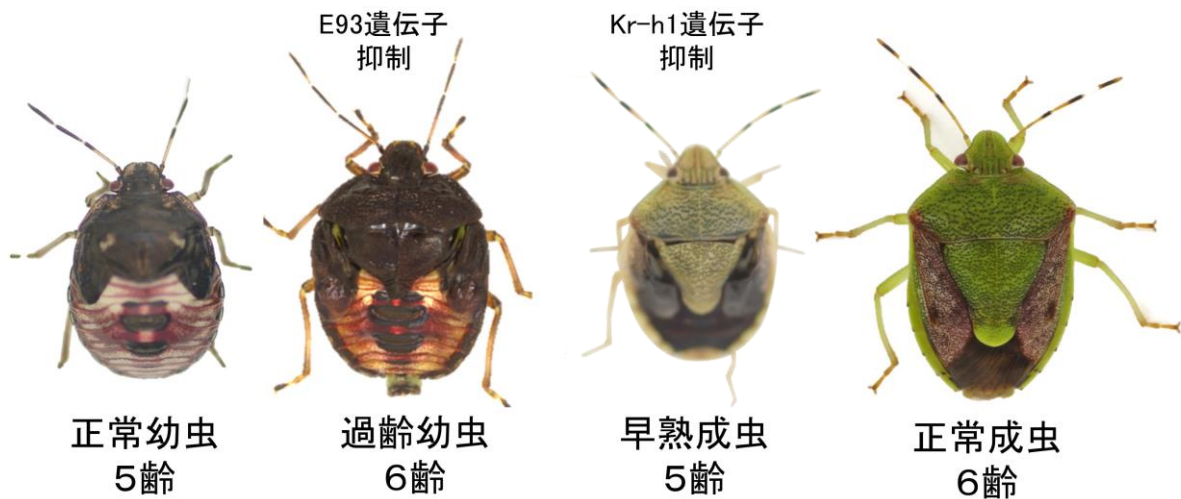 E93遺伝子
抑制
Kr-h1遺伝子
抑制
正常幼虫
5齢
過齢幼虫
6齢
早熟成虫
5齢
正常成虫
6齢